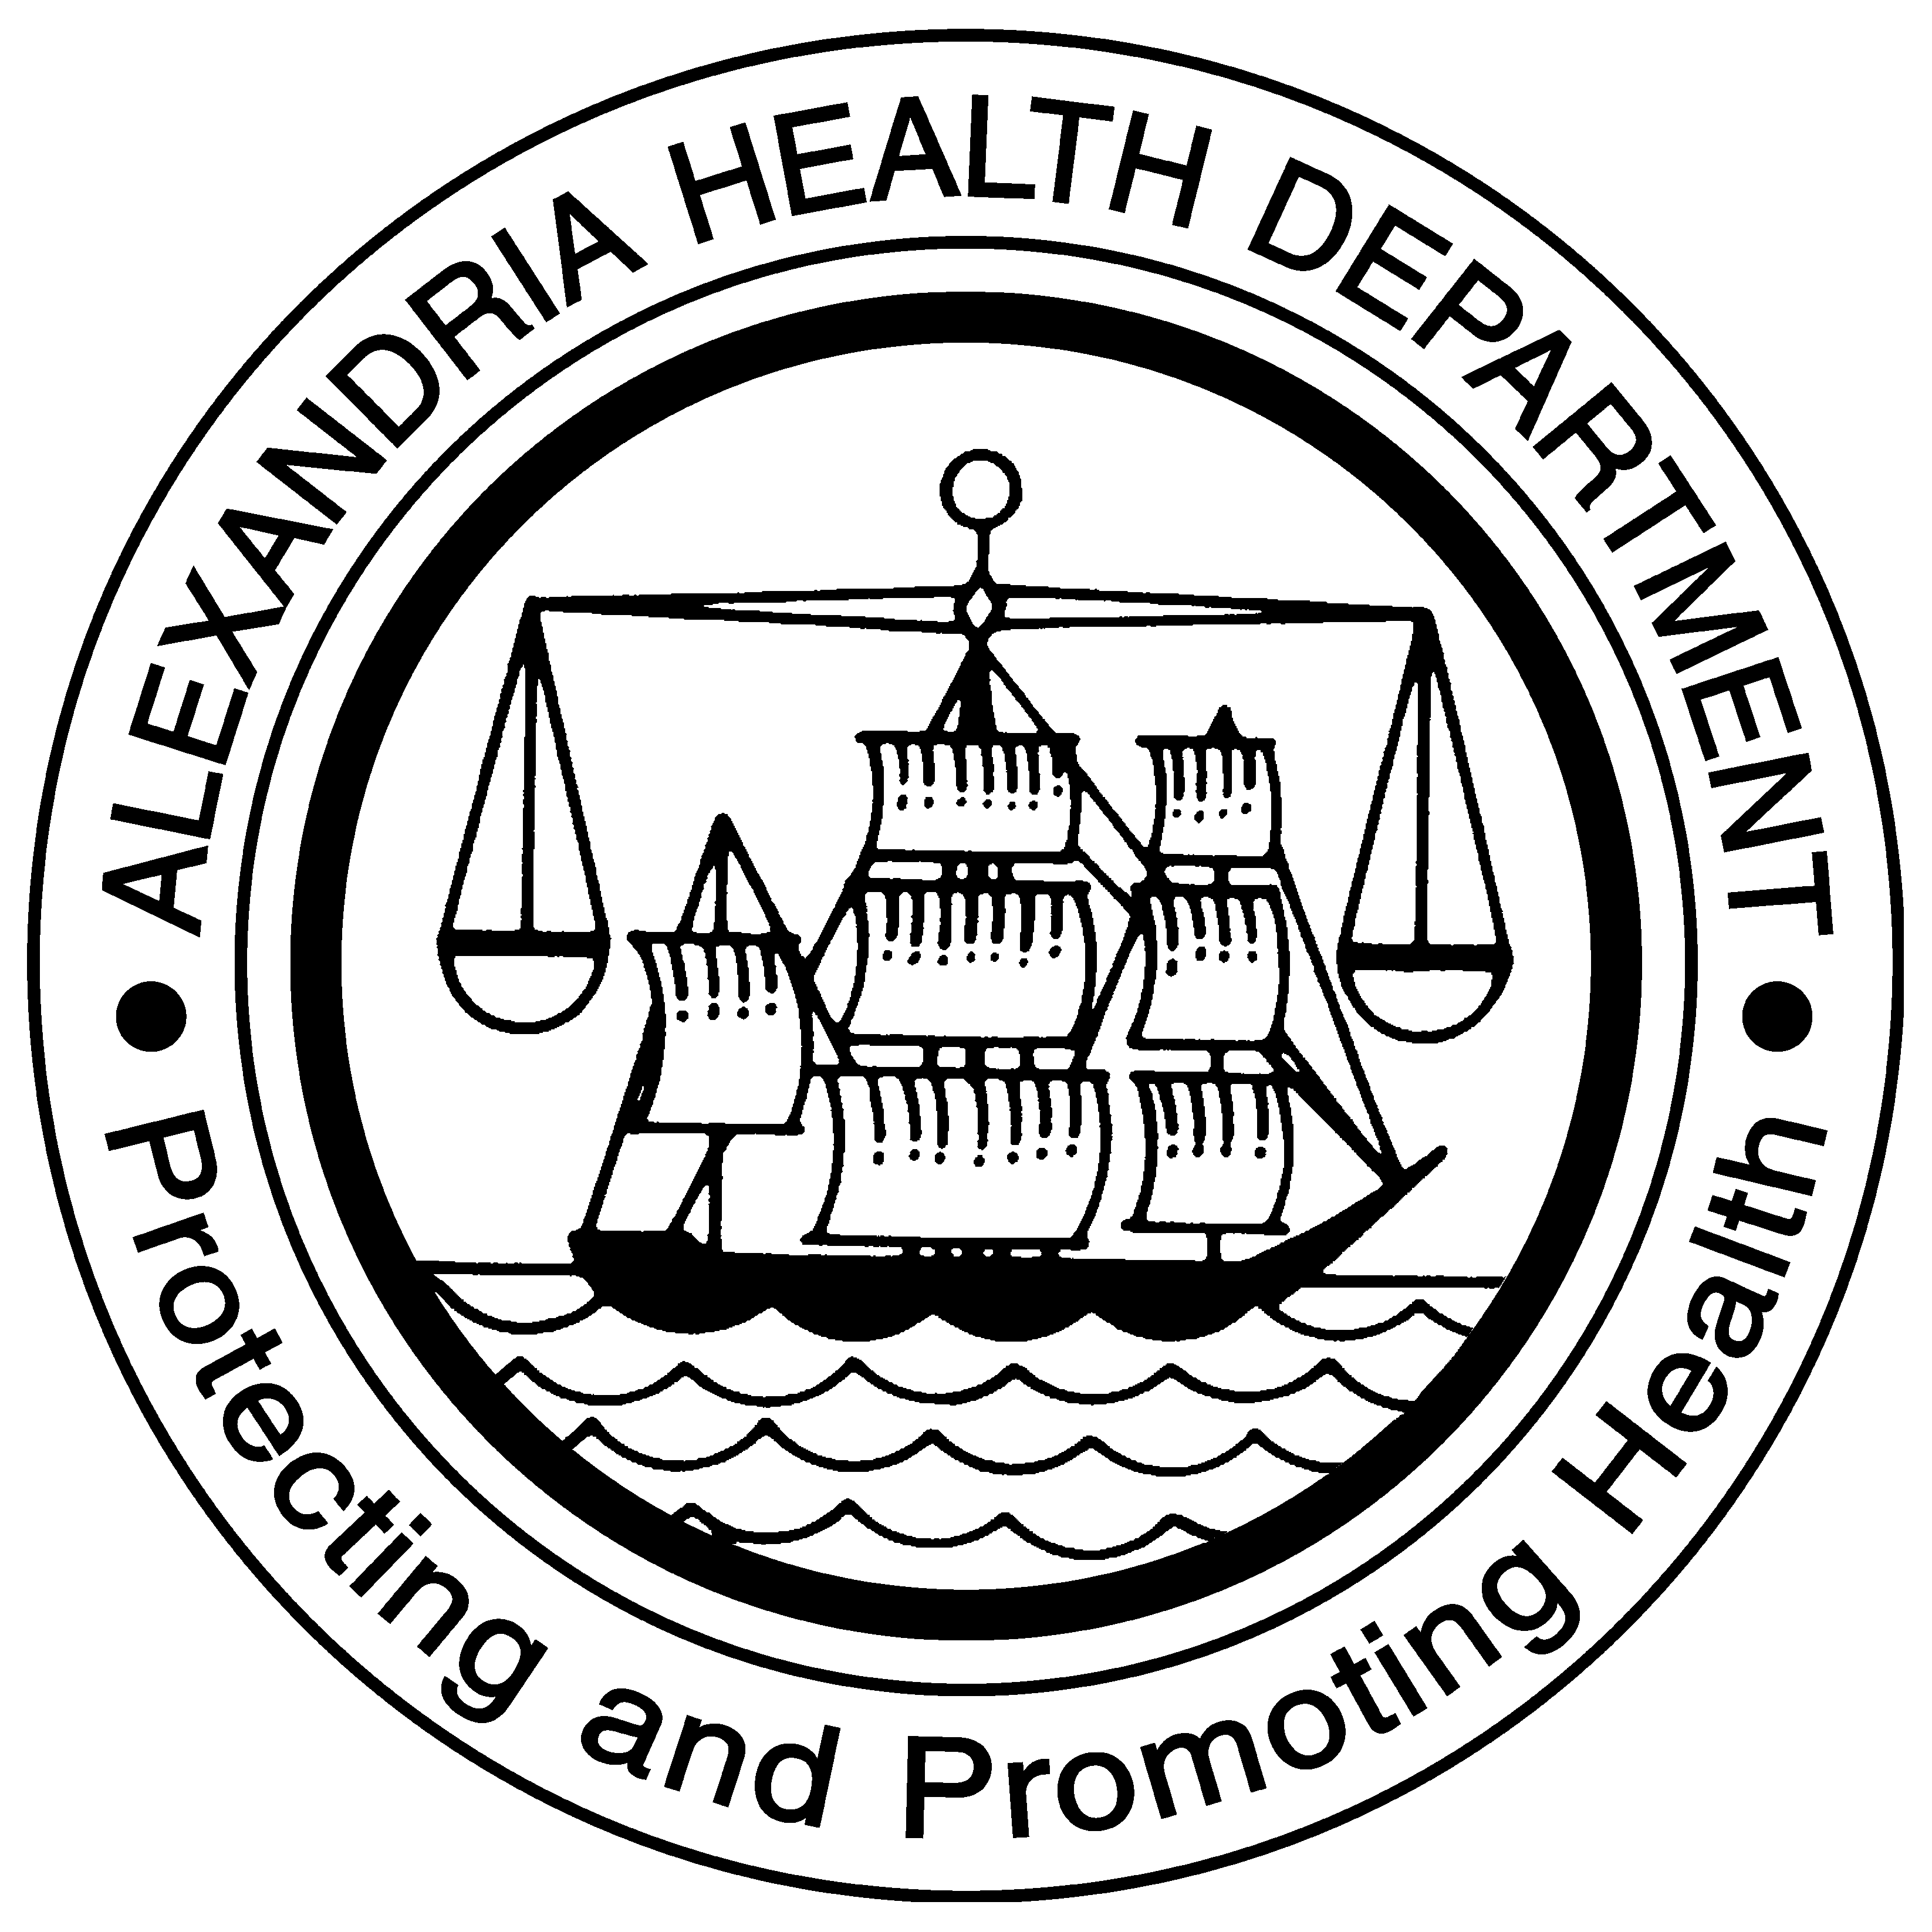 ALEXANDRIA HEALTH DEPARTMENT
Protecting and Promoting Health